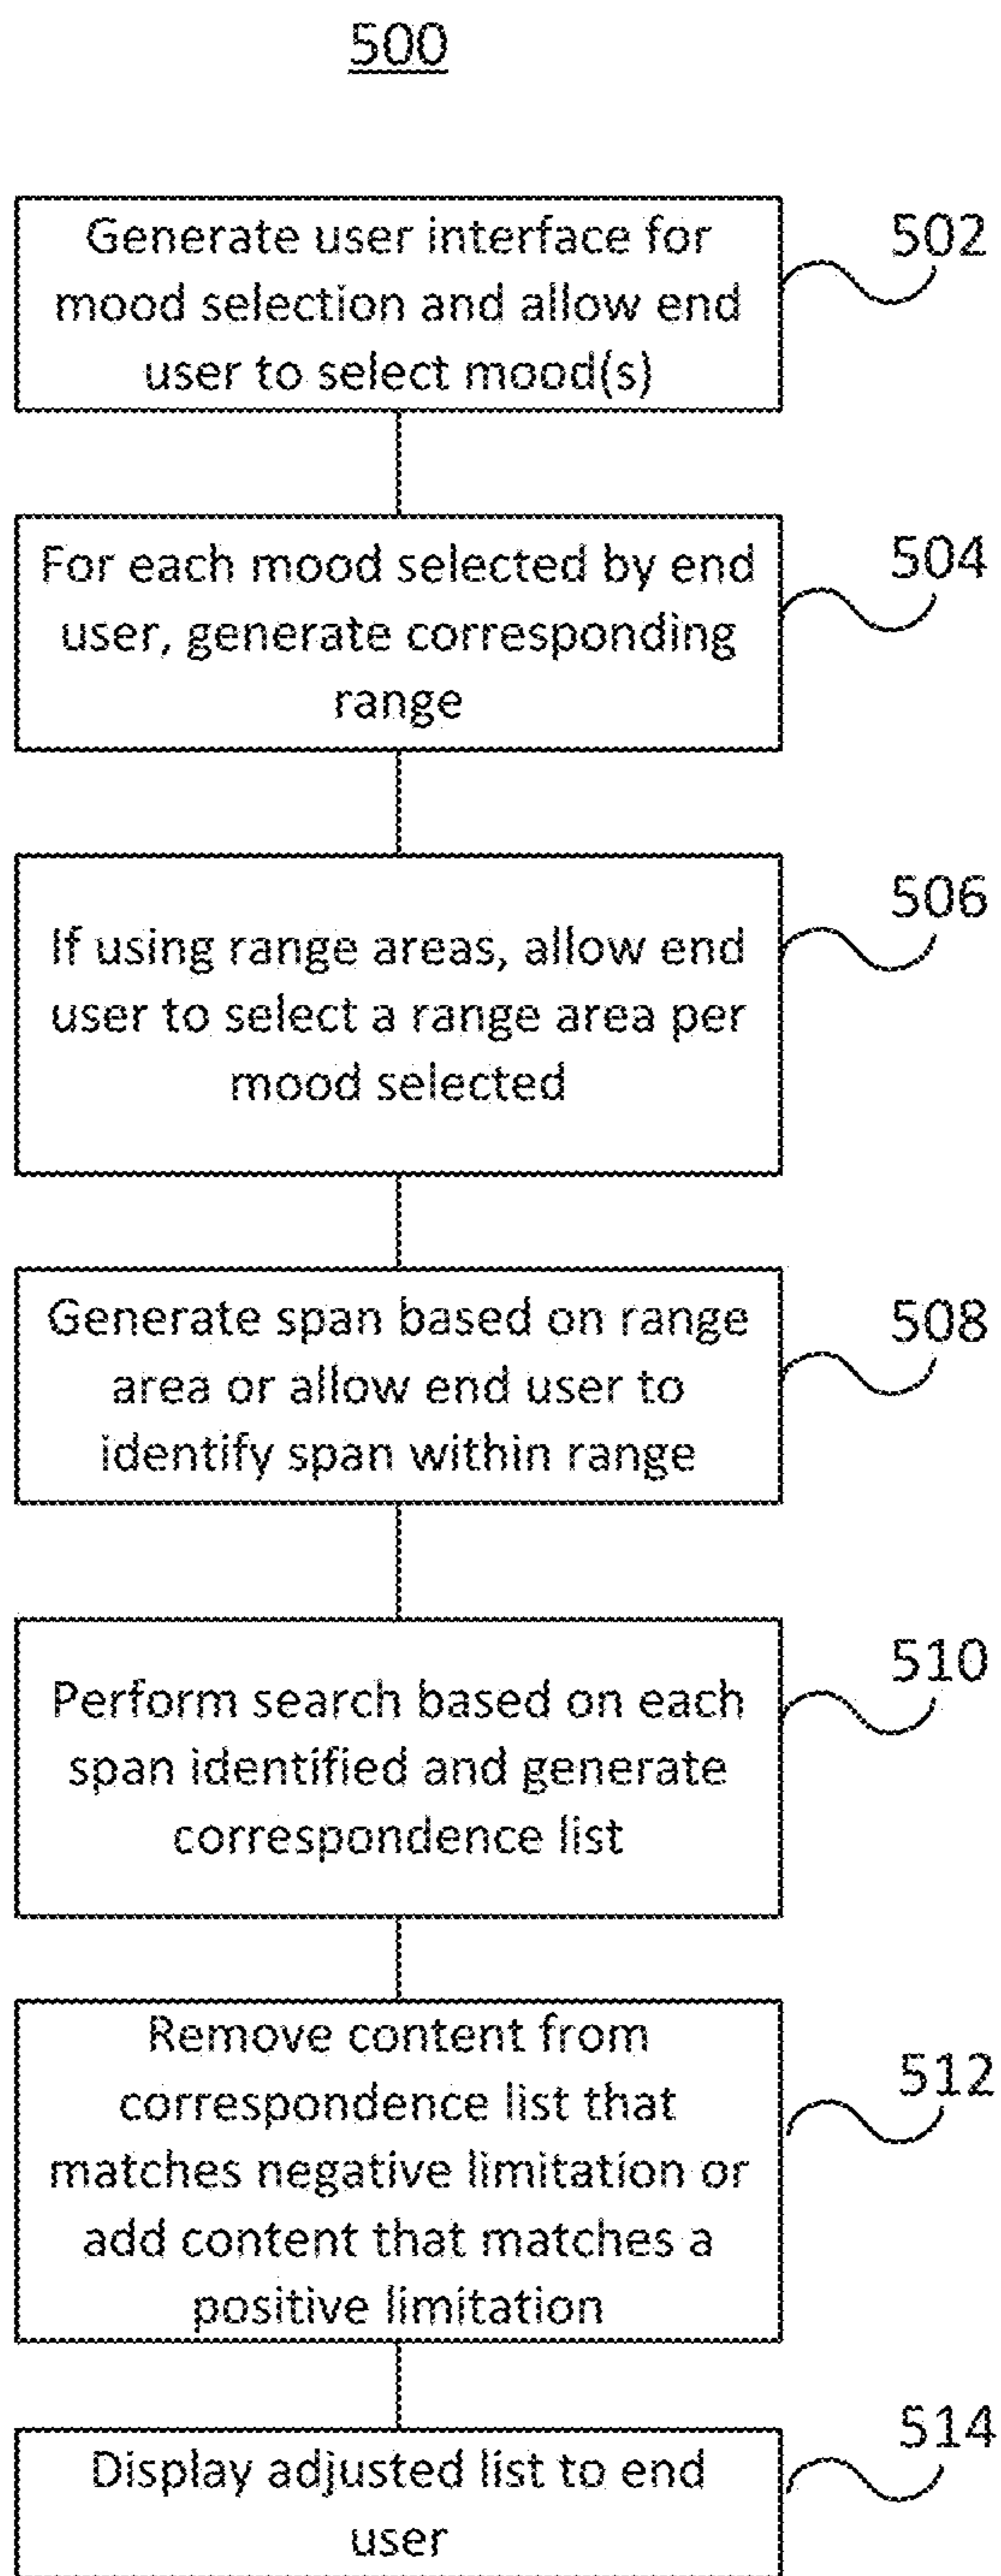 500
Generate user interface for
mood selection and allow end
user to select mood(s)
502
For each mood selected by end
user, generate corresponding
range
504
If using range areas, allow end
user to select a range area per
mood selected
506
Generate span based on range
area or allow end user to
identify span within range
508
Perform search based on each
span identified and generate
correspondence list
510
Remove content from
correspondence list that
matches negative limitation or
add content that matches a
positive limitation
512
Display adjusted list to end
user
514